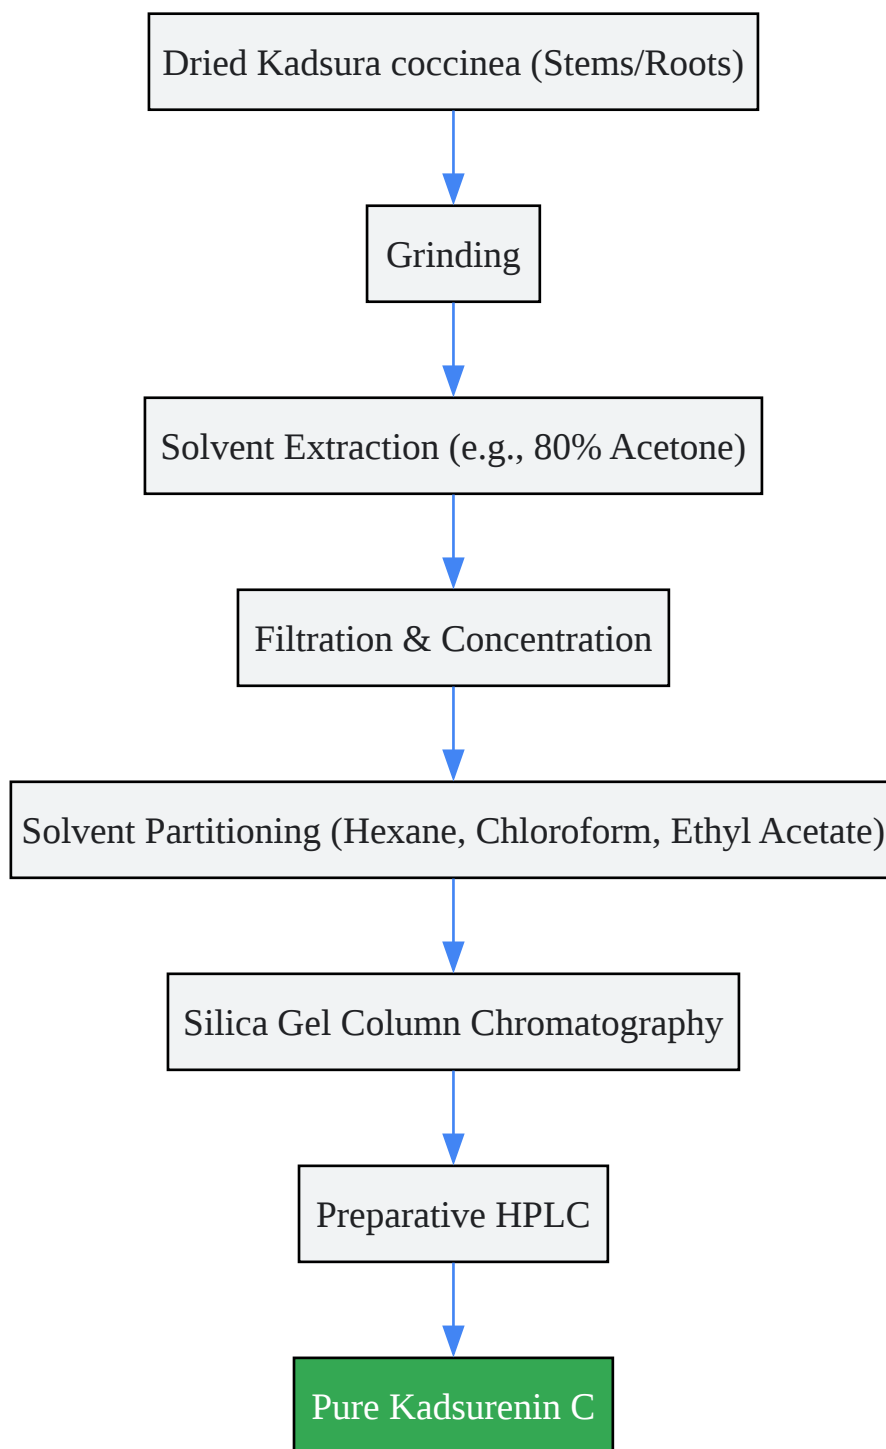 Dried Kadsura coccinea (Stems/Roots)
Grinding
Solvent Extraction (e.g., 80% Acetone)
Filtration & Concentration
Solvent Partitioning (Hexane, Chloroform, Ethyl Acetate)
Silica Gel Column Chromatography
Preparative HPLC
Pure Kadsurenin C